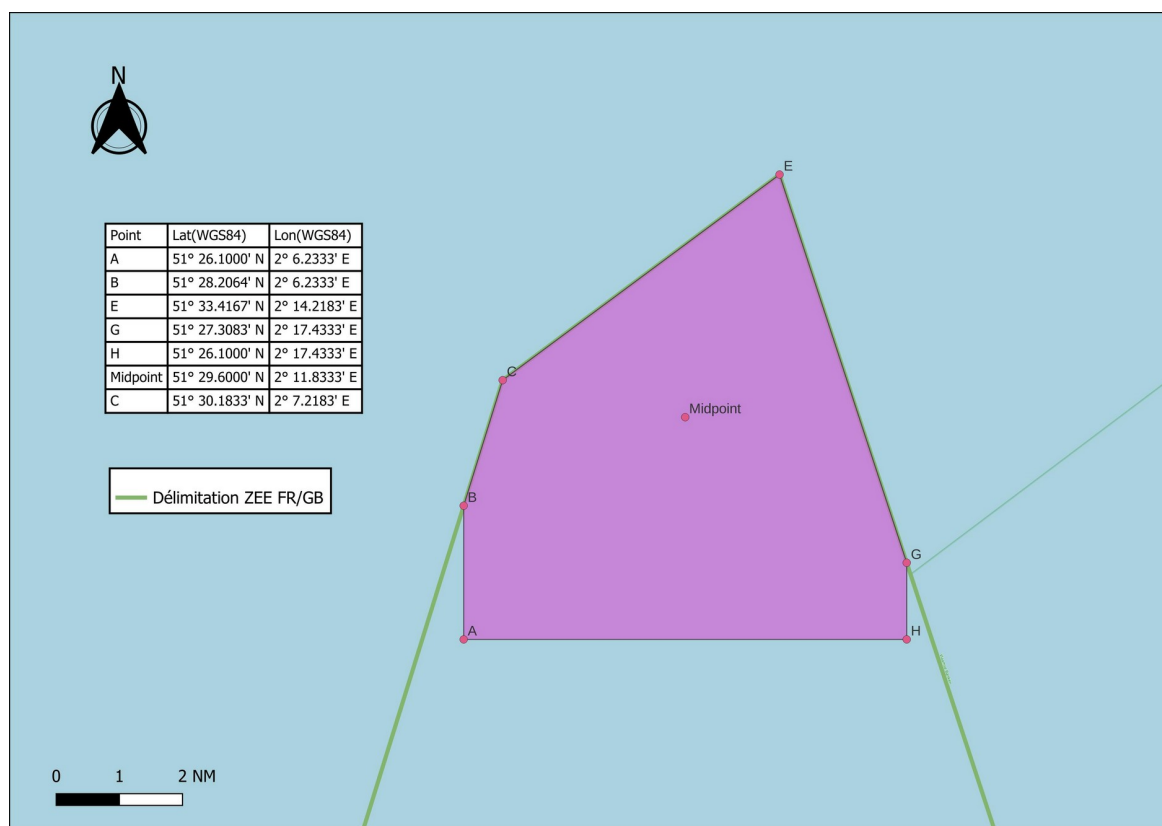 N
Point Lat(WGS84) Lon(WGS84)
A 51° 26.1000' N 2° 6.2333' E
B 51° 28.2064' N 2° 6.2333' E
E 51° 33.4167' N 2° 14.2183' E
G 51° 27.3083' N 2° 17.4333' E
H 51° 26.1000' N 2° 17.4333' E
Midpoint 51° 29.6000' N 2° 11.8333' E
C 51° 30.1833' N 2° 7.2183' E
Délimitation ZEE FR/GB
E
C
Midpoint
B
G
A
H
0 1 2 NM